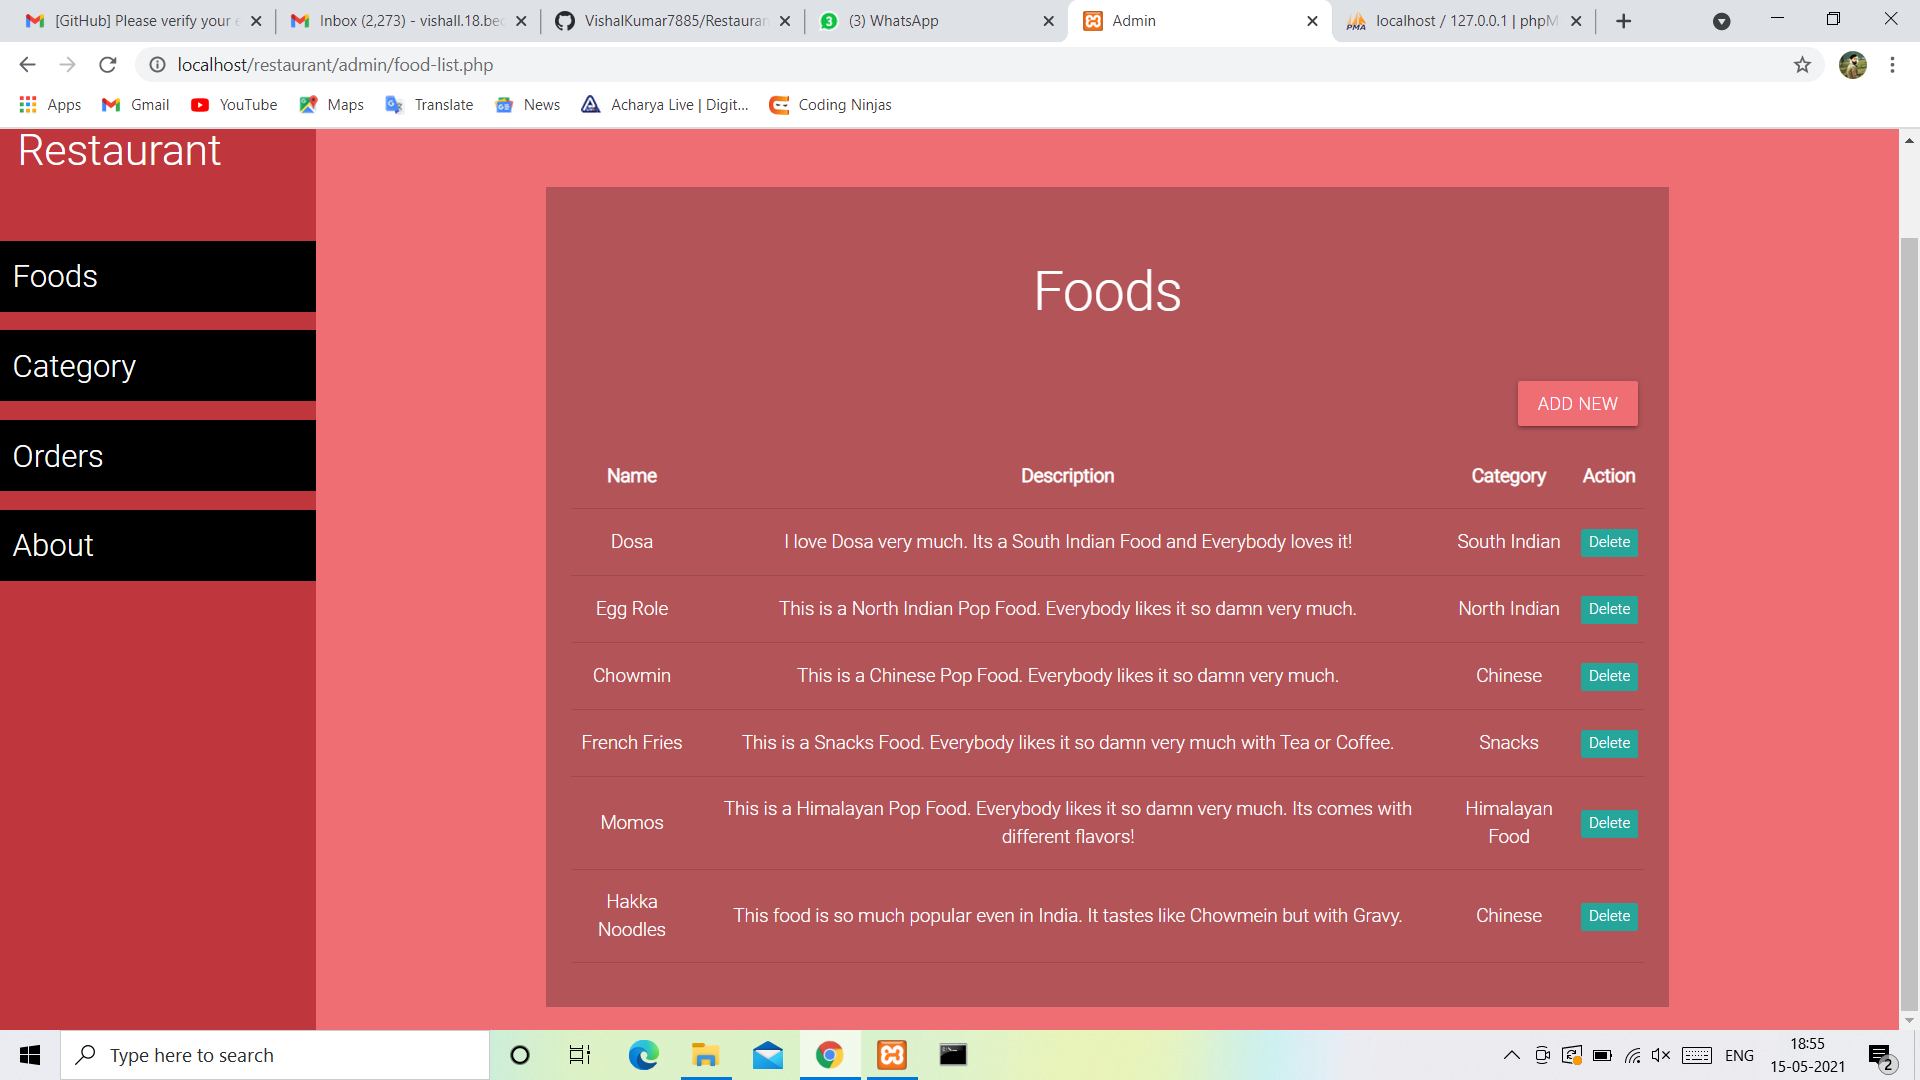 [GitHub] Please verify your
Inbox (2,273) - vishall.18.bec
VishalKumar7885/Restauran
(3) WhatsApp
Admin
localhost / 127.0.0.1 | phpM
localhost/restaurant/admin/food-list.php
Apps
Gmail
YouTube
Maps
Translate
News
Acharya Live | Digit...
Coding Ninjas
Restaurant
Foods
Category
Orders
About
Foods
ADD NEW
Name Description Category Action
Dosa I love Dosa very much. Its a South Indian Food and Everybody loves it! South Indian Delete
Egg Role This is a North Indian Pop Food. Everybody likes it so damn very much. North Indian Delete
Chowmin This is a Chinese Pop Food. Everybody likes it so damn very much. Chinese Delete
French Fries This is a Snacks Food. Everybody likes it so damn very much with Tea or Coffee. Snacks Delete
Momos This is a Himalayan Pop Food. Everybody likes it so damn very much. Its comes with
different flavors! Himalayan
Food Delete
Hakka
Noodles This food is so much popular even in India. It tastes like Chowmein but with Gravy. Chinese Delete
Type here to search
ENG
18:55
15-05-2021
2